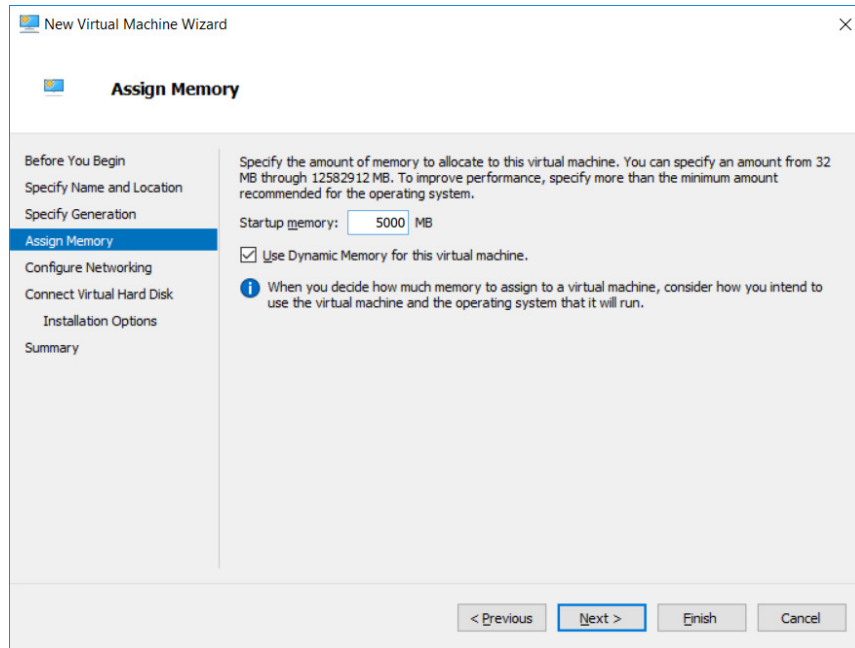 New Virtual Machine Wizard
Assign Memory
Before You Begin
Specify Name and Location
Specify Generation
Assign Memory
Configure Networking
Connect Virtual Hard Disk
Installation Options
Summary
Specify the amount of memory to allocate to this virtual machine. You can specify an amount from 32
MB through 12582912 MB. To improve performance, specify more than the minimum amount
recommended for the operating system.
Startup memory: 5000 MB
Use Dynamic Memory for this virtual machine.
When you decide how much memory to assign to a virtual machine, consider how you intend to
use the virtual machine and the operating system that it will run.
< Previous Next > Finish Cancel